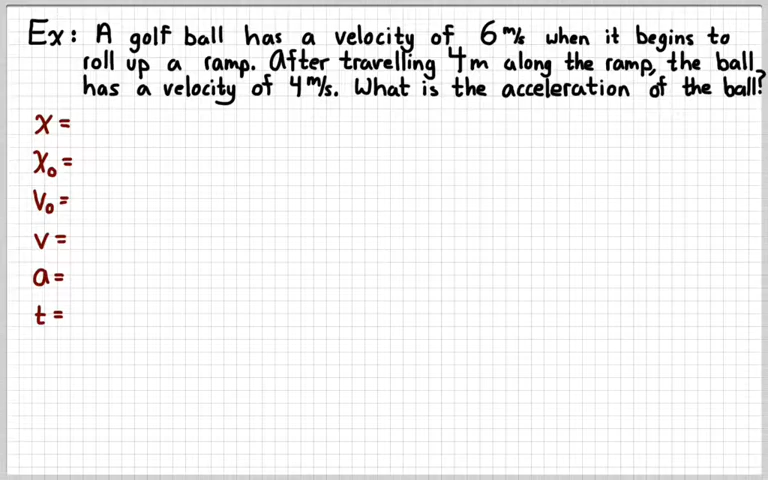 Ex: A golf ball has a velocity of 6 m/s when it begins to
roll up a ramp. After travelling 4m along the ramp, the ball
has a velocity of 4 m/s. What is the acceleration of the ball?
x =
x₀ =
v₀ =
v =
a =
t =